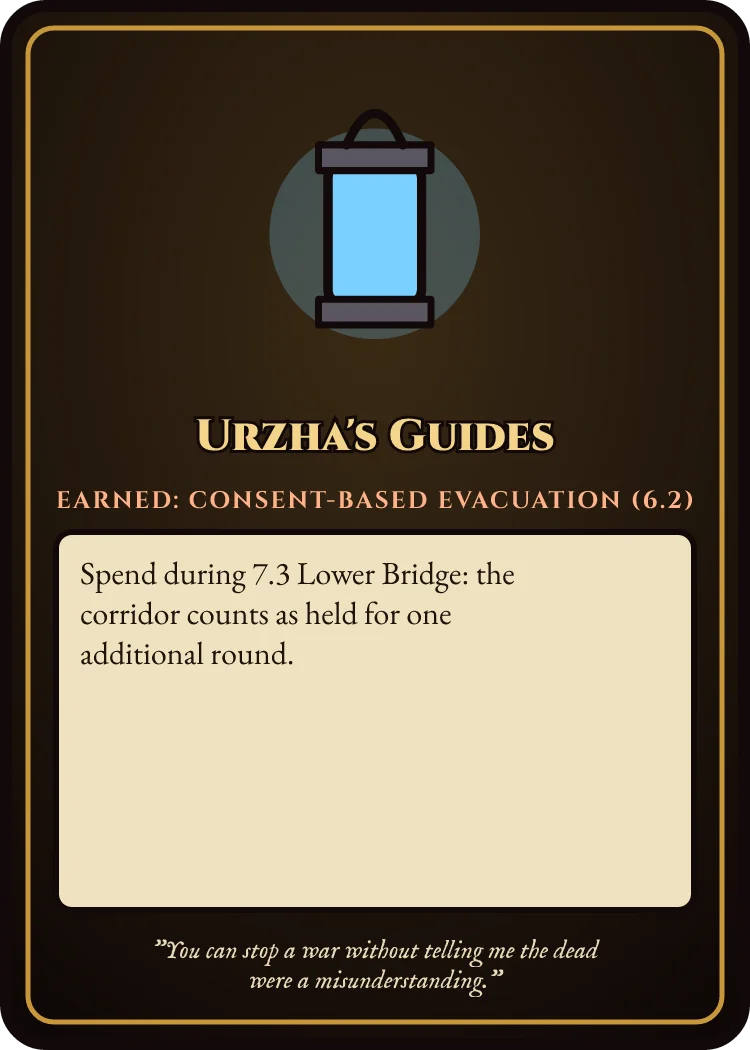 Urzha's Guides
Earned: Consent-Based Evacuation (6.2)
Spend during 7.3 Lower Bridge: the
corridor counts as held for one
additional round.
”You can stop a war without telling me the dead
were a misunderstanding.”